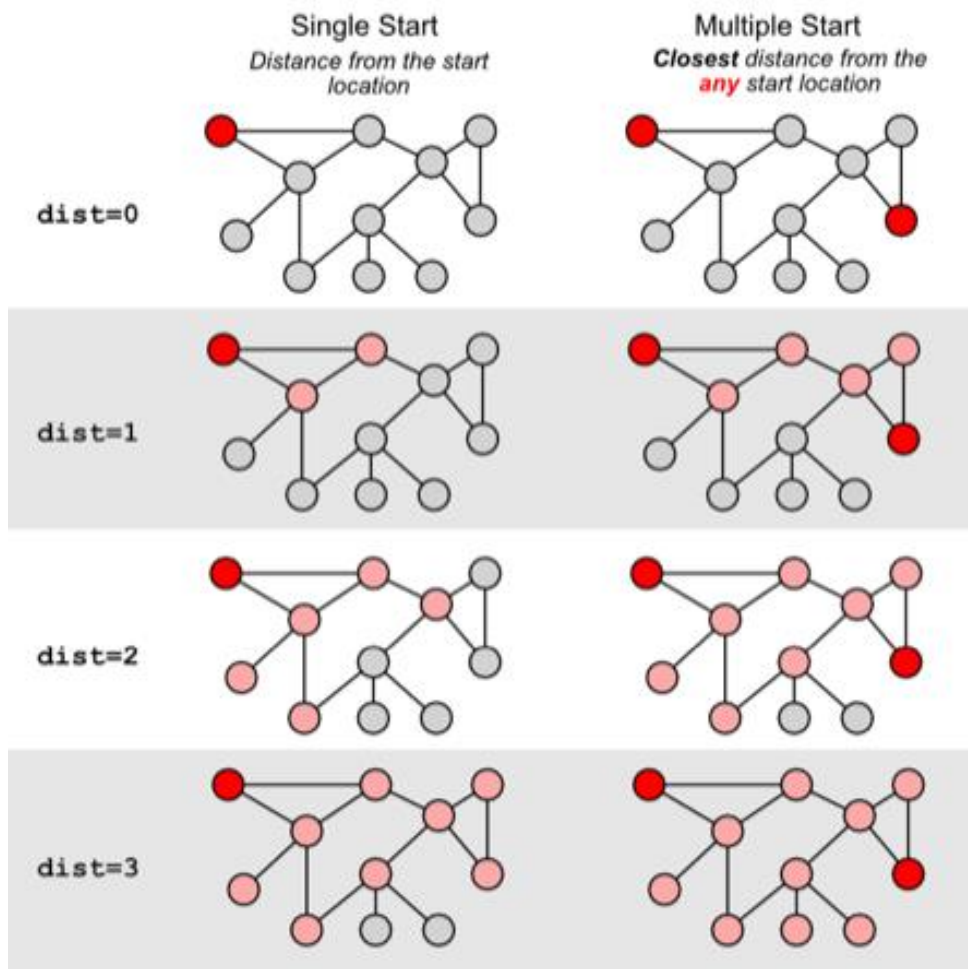 Single Start
Distance from the start
location
Multiple Start
Closest distance from the
any start location
dist=0
dist=1
dist=2
dist=3